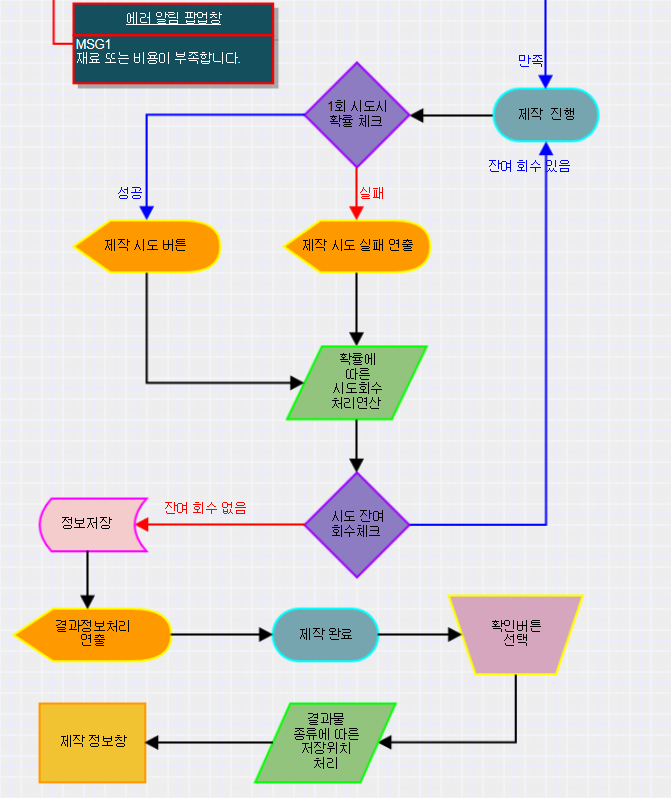 에러 알림 팝업창
MSG1
재료 또는 비용이 부족합니다.
만족
제작 진행
1회 시도시
확률 체크
잔여 회수 있음
성공
실패
제작 시도 버튼
제작 시도 실패 연출
확률에
따른
시도회수
처리연산
시도 잔여
회수체크
잔여 회수 없음
정보저장
결과정보처리
연출
제작 완료
확인버튼
선택
결과물
종류에 따른
저장위치
처리
제작 정보창